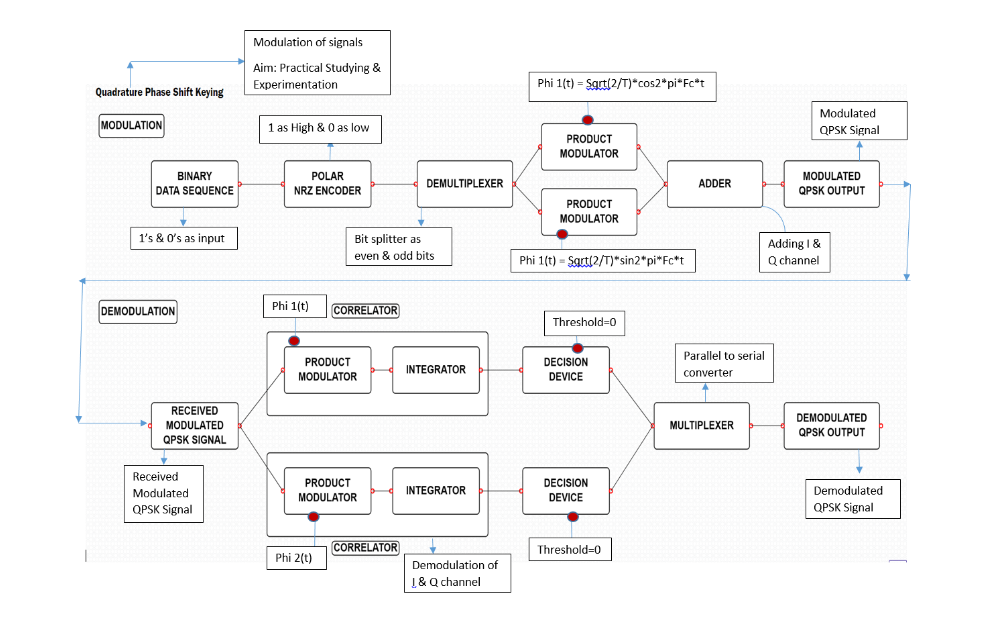 Modulation of signals
Aim: Practical Studying &
Experimentation
Quadrature Phase Shift Keying
Phi 1(t) = Sqrt(2/T)*cos2*pi*Fc*t
MODULATION
1 as High & 0 as low
Modulated
QPSK Signal
BINARY
DATA SEQUENCE
POLAR
NRZ ENCODER
DEMULTIPLEXER
PRODUCT
MODULATOR
PRODUCT
MODULATOR
ADDER
MODULATED
QPSK OUTPUT
1's & 0's as input
Bit splitter as
even & odd bits
Phi 1(t) = Sqrt(2/T)*sin2*pi*Fc*t
Adding I &
Q channel
DEMODULATION
Phi 1(t)
CORRELATOR
Threshold=0
PRODUCT
MODULATOR
INTEGRATOR
DECISION
DEVICE
Parallel to serial
converter
RECEIVED
MODULATED
QPSK SIGNAL
MULTIPLEXER
DEMODULATED
QPSK OUTPUT
Received
Modulated
QPSK Signal
PRODUCT
MODULATOR
INTEGRATOR
DECISION
DEVICE
Demodulated
QPSK Signal
Phi 2(t)
CORRELATOR
Demodulation of
I & Q channel
Threshold=0